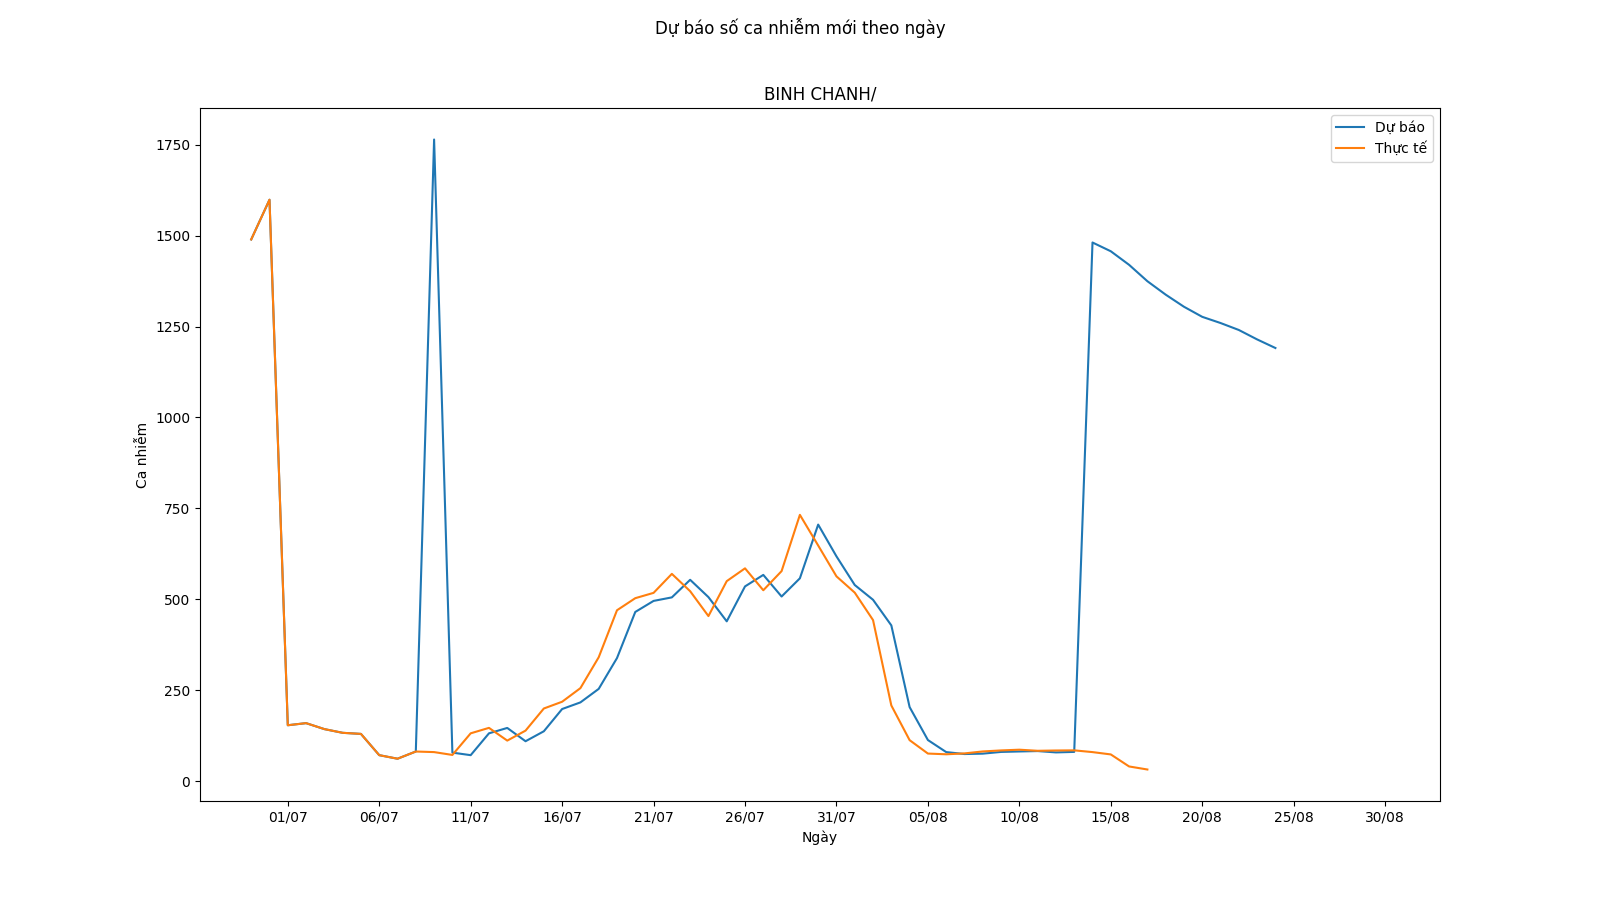 Dự báo số ca nhiễm mới theo ngày
BINH CHANH/
Dự báo
Thực tế
1750
1500
1250
1000
750
500
250
0
Ca nhiễm
01/07 06/07 11/07 16/07 21/07 26/07 31/07 05/08 10/08 15/08 20/08 25/08 30/08
Ngày